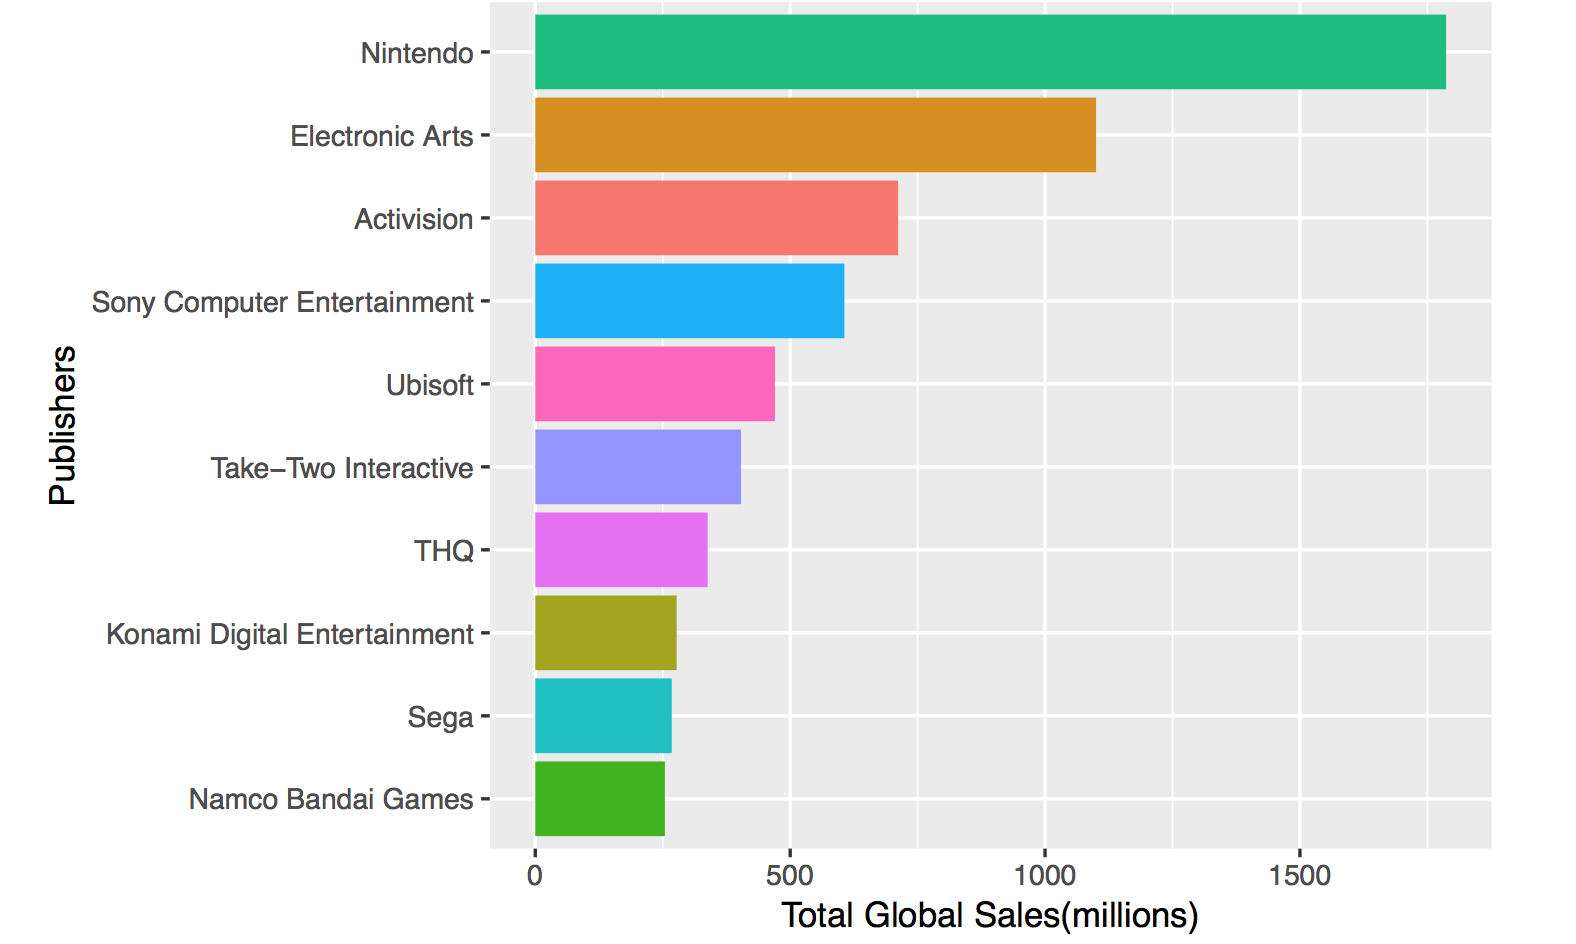 Nintendo
Electronic Arts
Activision
Sony Computer Entertainment
Ubisoft
Take−Two Interactive
THQ
Konami Digital Entertainment
Sega
Namco Bandai Games
Publishers
0 500 1000 1500
Total Global Sales(millions)